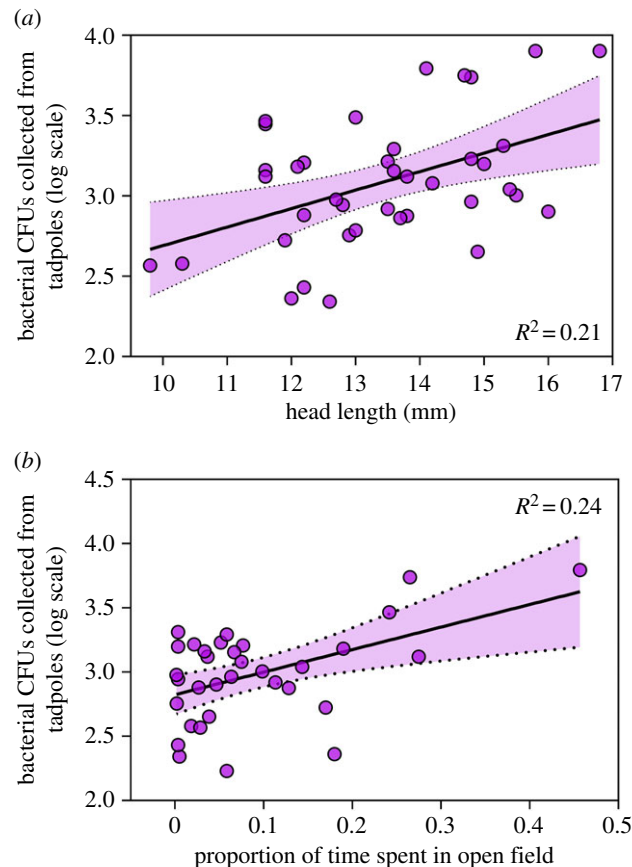 (a)
4.0
3.5
3.0
2.5
2.0
bacterial CFUs collected from
tadpoles (log scale)
R² = 0.21
10 11 12 13 14 15 16 17
head length (mm)
(b)
4.5
4.0
3.5
3.0
2.5
2.0
bacterial CFUs collected from
tadpoles (log scale)
R² = 0.24
0 0.1 0.2 0.3 0.4 0.5
proportion of time spent in open field